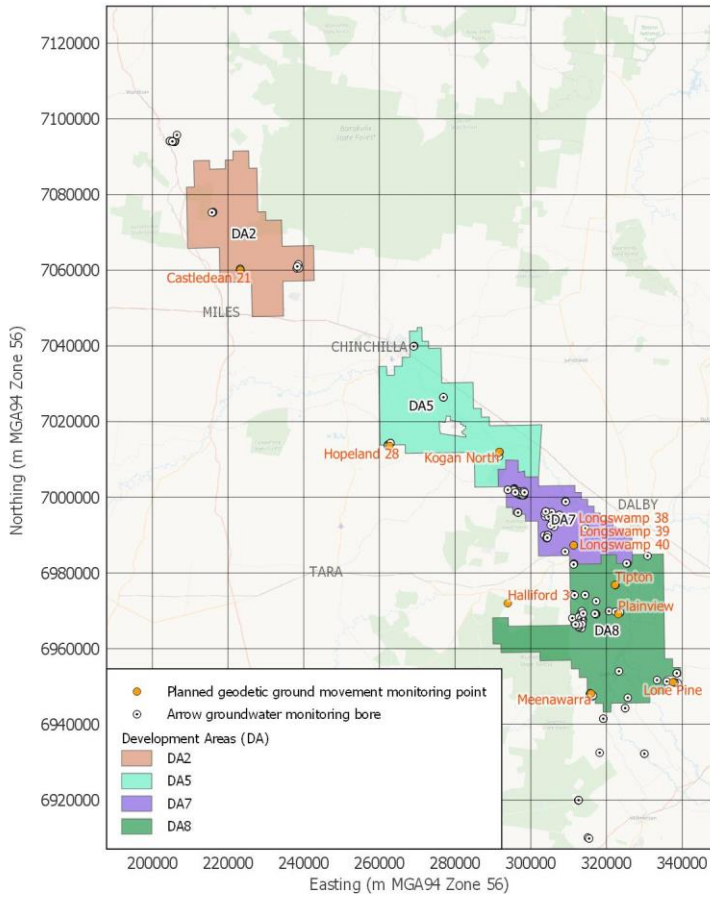 7120000
7100000
7080000
DA2
7060000
Castledean 21
MILES
7040000
CHINCHILLA
DA5
7020000
Hopeland 28
Kogan North
7000000
DALBY
DA7
Longswamp 38
Longswamp 39
Longswamp 40
6980000
TARA
Tipton
Halliford 3
Plainview
6960000
DA8
Lone Pine
Meenawarra
6940000
6920000
Northing (m MGA94 Zone 56)
Planned geodetic ground movement monitoring point
Arrow groundwater monitoring bore
Development Areas (DA)
DA2
DA5
DA7
DA8
200000 220000 240000 260000 280000 300000 320000 340000
Easting (m MGA94 Zone 56)